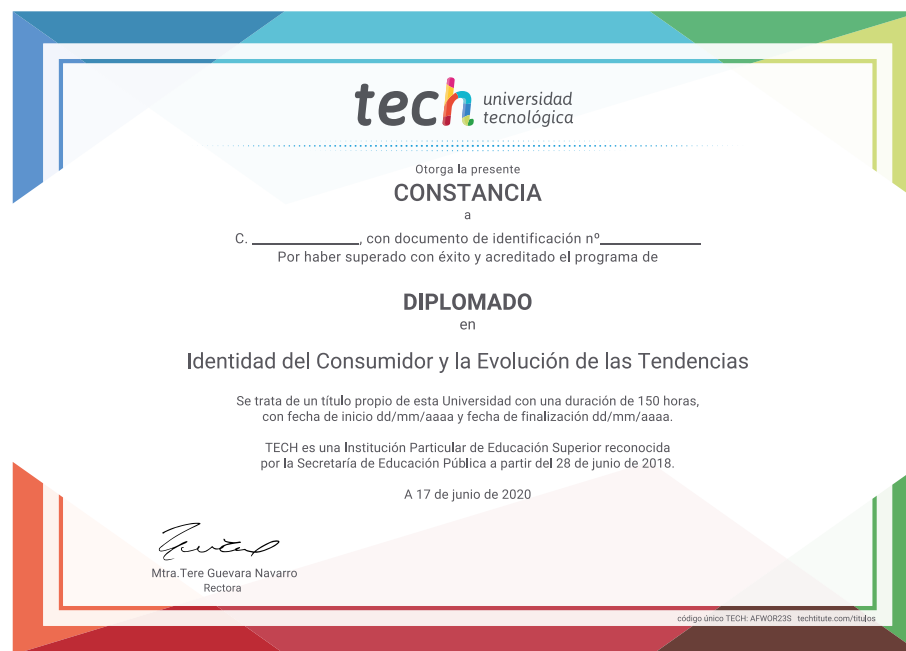 tech universidad
tecnológica
Otorga la presente
CONSTANCIA
a
C. ______________, con documento de identificación nº_____________
Por haber superado con éxito y acreditado el programa de
DIPLOMADO
en
Identidad del Consumidor y la Evolución de las Tendencias
Se trata de un título propio de esta Universidad con una duración de 150 horas,
con fecha de inicio dd/mm/aaaa y fecha de finalización dd/mm/aaaa.
TECH es una Institución Particular de Educación Superior reconocida
por la Secretaría de Educación Pública a partir del 28 de junio de 2018.
A 17 de junio de 2020
Mtra.Tere Guevara Navarro
Rectora
código único TECH: AFWOR23S techtitute.com/titulos